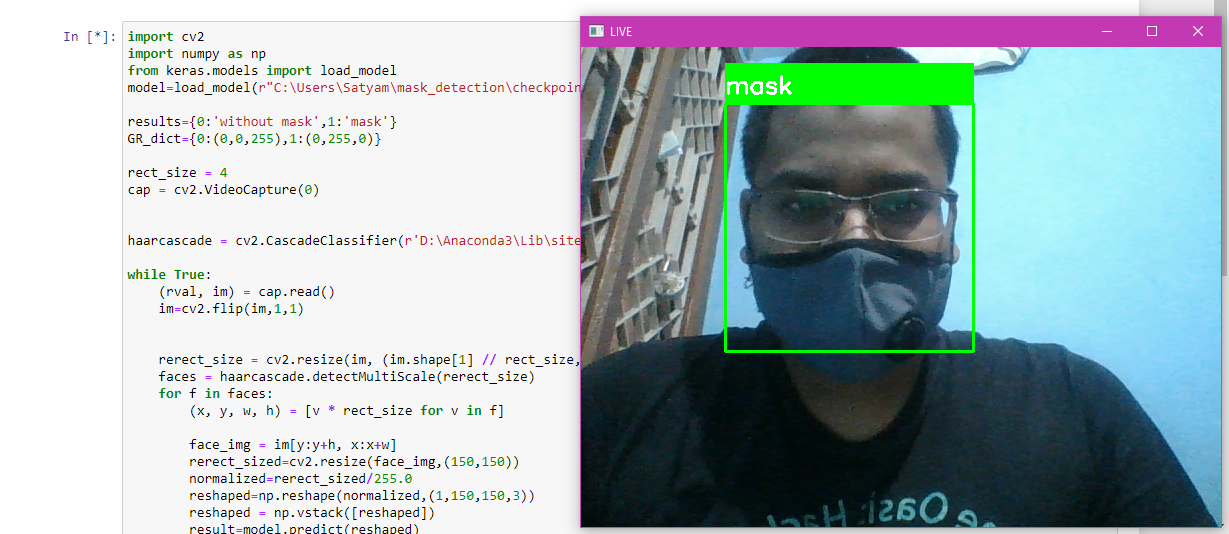 In [*]:
import cv2
import numpy as np
from keras.models import load_model
model=load_model(r"C:\Users\Satyam\mask_detection\checkpoin
results={0:'without mask',1:'mask'}
GR_dict={0:(0,0,255),1:(0,255,0)}
rect_size = 4
cap = cv2.VideoCapture(0)
haarcascade = cv2.CascadeClassifier(r'D:\Anaconda3\Lib\site
while True:
    (rval, im) = cap.read()
    im=cv2.flip(im,1,1)
    rerect_size = cv2.resize(im, (im.shape[1] // rect_size,
    faces = haarcascade.detectMultiScale(rerect_size)
    for f in faces:
        (x, y, w, h) = [v * rect_size for v in f]
        face_img = im[y:y+h, x:x+w]
        rerect_sized=cv2.resize(face_img,(150,150))
        normalized=rerect_sized/255.0
        reshaped=np.reshape(normalized,(1,150,150,3))
        reshaped = np.vstack([reshaped])
        result=model.predict(reshaped)
LIVE
mask